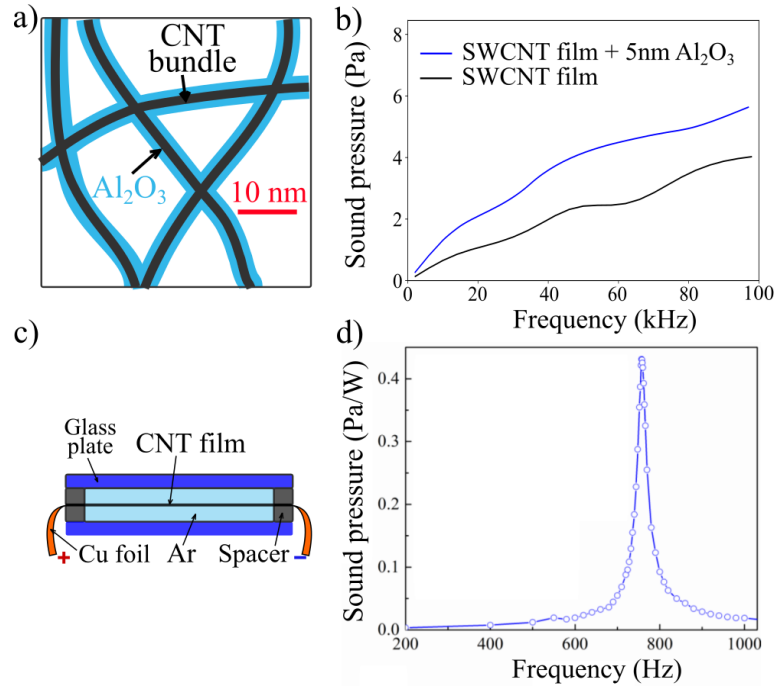 a)
CNT
bundle
Al₂O₃
10 nm
b)
Sound pressure (Pa)
8
6
4
2
0
SWCNT film + 5nm Al₂O₃
SWCNT film
0 20 40 60 80 100
Frequency (kHz)
c)
Glass
plate
CNT film
+ Cu foil Ar Spacer −
d)
Sound pressure (Pa/W)
0.4
0.3
0.2
0.1
0.0
200 400 600 800 1000
Frequency (Hz)